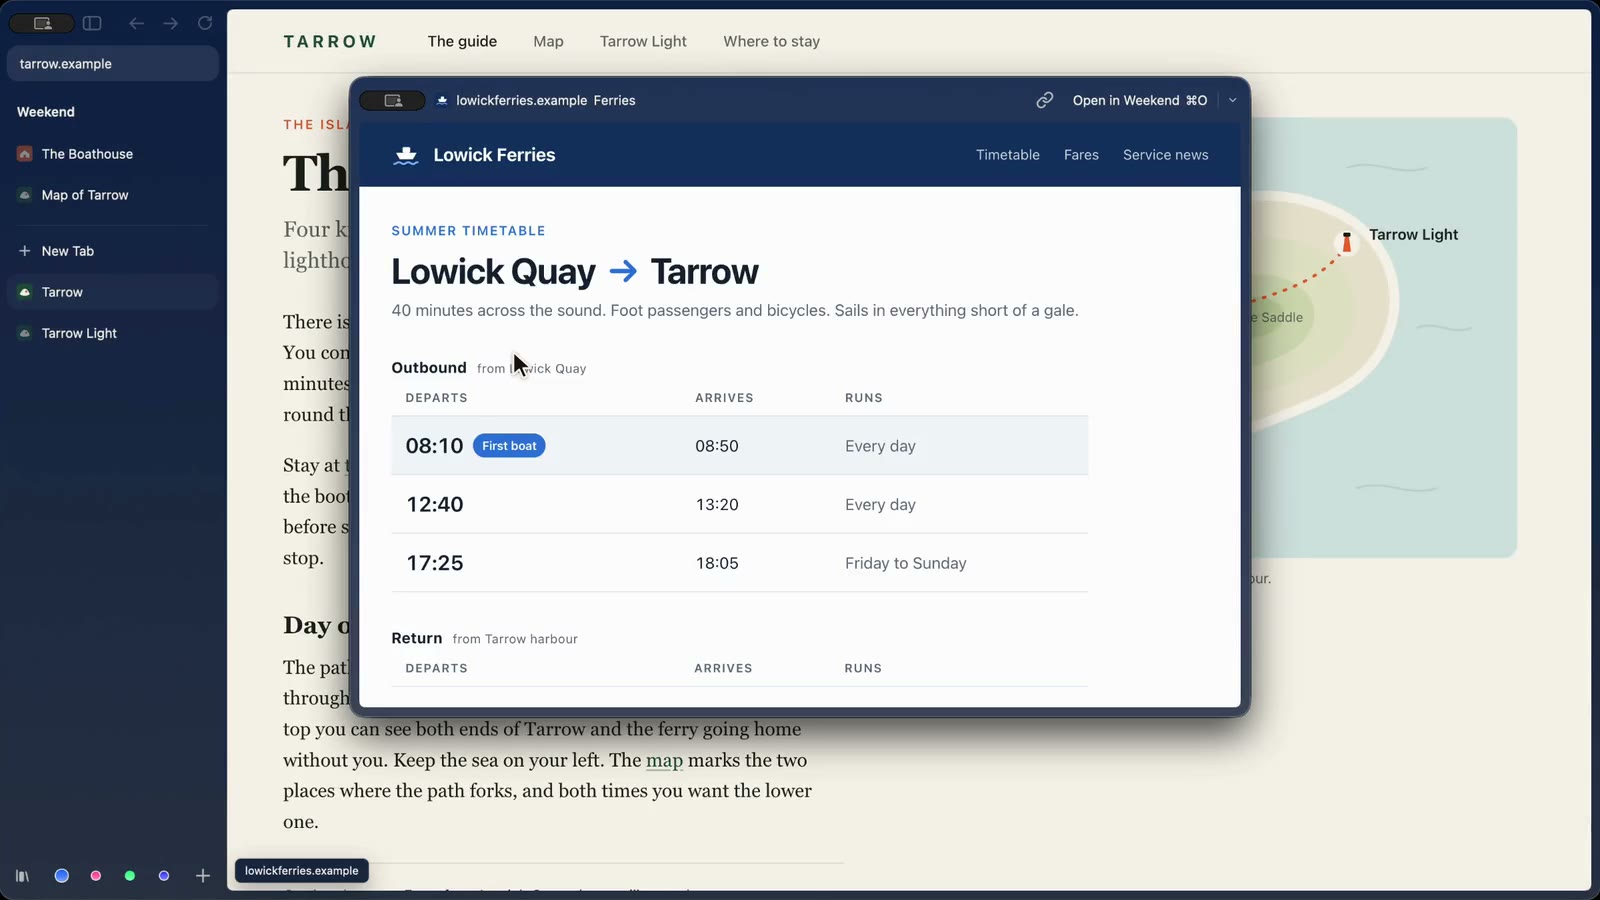 tarrow.example
Weekend
The Boathouse
Map of Tarrow
New Tab
Tarrow
Tarrow Light
TARROW
The guide
Map
Tarrow Light
Where to stay
THE ISLA
Th
Four k
lightho
There is
You con
minutes
round th
Stay at t
the boot
before s
stop.
Day o
The path
through
top you can see both ends of Tarrow and the ferry going home
without you. Keep the sea on your left. The map marks the two
places where the path forks, and both times you want the lower
one.
lowickferries.example Ferries
Open in Weekend ⌘O
Lowick Ferries
Timetable
Fares
Service news
SUMMER TIMETABLE
Lowick Quay → Tarrow
40 minutes across the sound. Foot passengers and bicycles. Sails in everything short of a gale.
Outbound from Lowick Quay
DEPARTS ARRIVES RUNS
08:10 First boat 08:50 Every day
12:40 13:20 Every day
17:25 18:05 Friday to Sunday
Return from Tarrow harbour
DEPARTS ARRIVES RUNS
Tarrow Light
e Saddle
our.
lowickferries.example